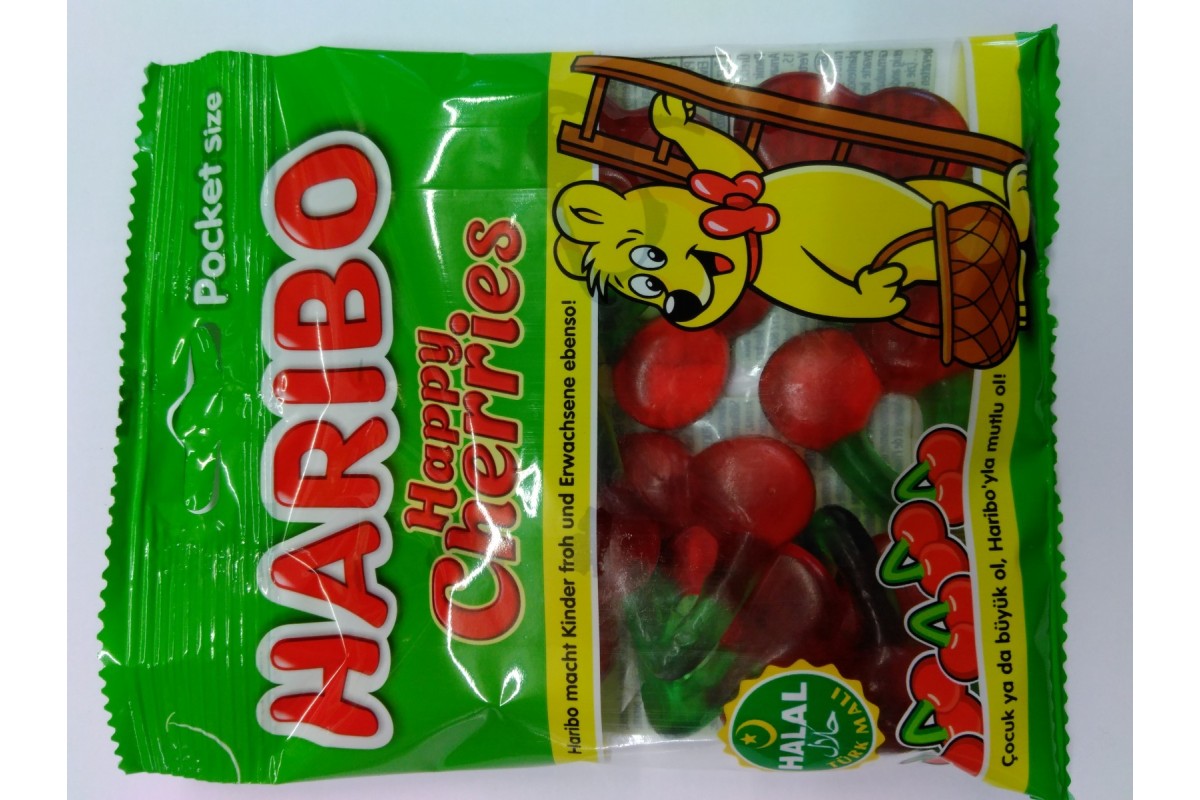 Pocket size
HARIBO
Happy
Cherries
Haribo macht Kinder froh und Erwachsene ebenso!
HALAL
حلال
TÜRK MALI
Çocuk ya da büyük ol, Haribo'yla mutlu ol!